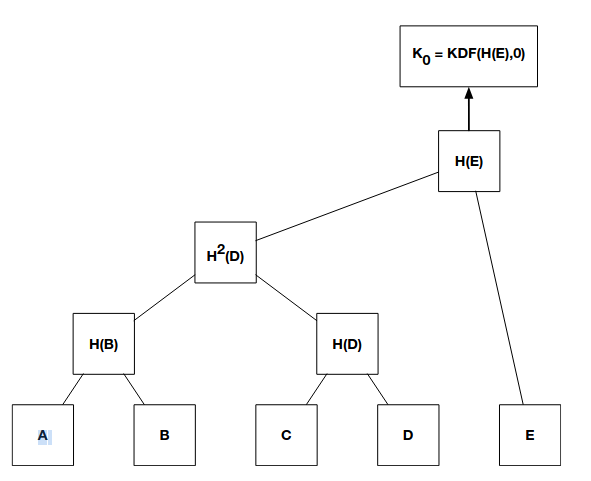 K0 = KDF(H(E),0)
H(E)
H2(D)
H(B)
H(D)
A
B
C
D
E